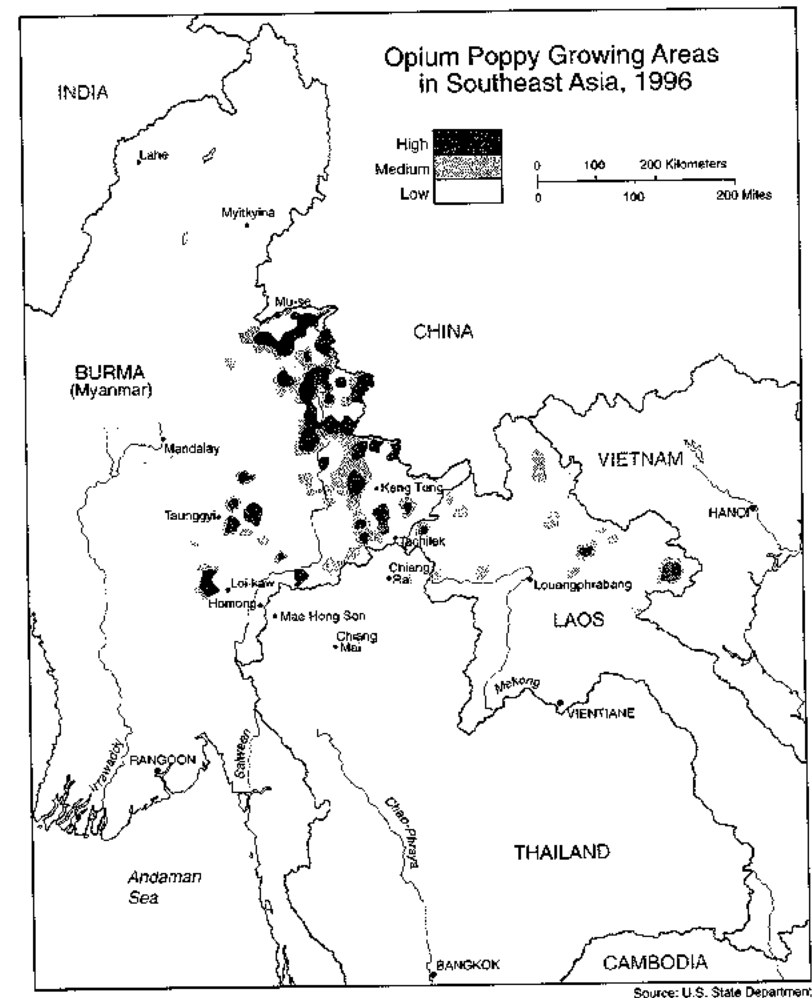 Opium Poppy Growing Areas
in Southeast Asia, 1996
INDIA
High
Medium
Low
0 100 200 Kilometers
0 100 200 Miles
Lahe
Myitkyina
Mu-se
CHINA
BURMA
(Myanmar)
Mandalay
VIETNAM
Keng Tung
HANOI
Taunggyi
Tachilek
Chiang
Rai
Loi-kaw
Louangphrabang
Homong
Mae Hong Son
LAOS
Chiang
Mai
Mekong
VIENTIANE
Irrawaddy
RANGOON
Salween
Chao-Phraya
THAILAND
Andaman
Sea
BANGKOK
CAMBODIA
Source: U.S. State Department